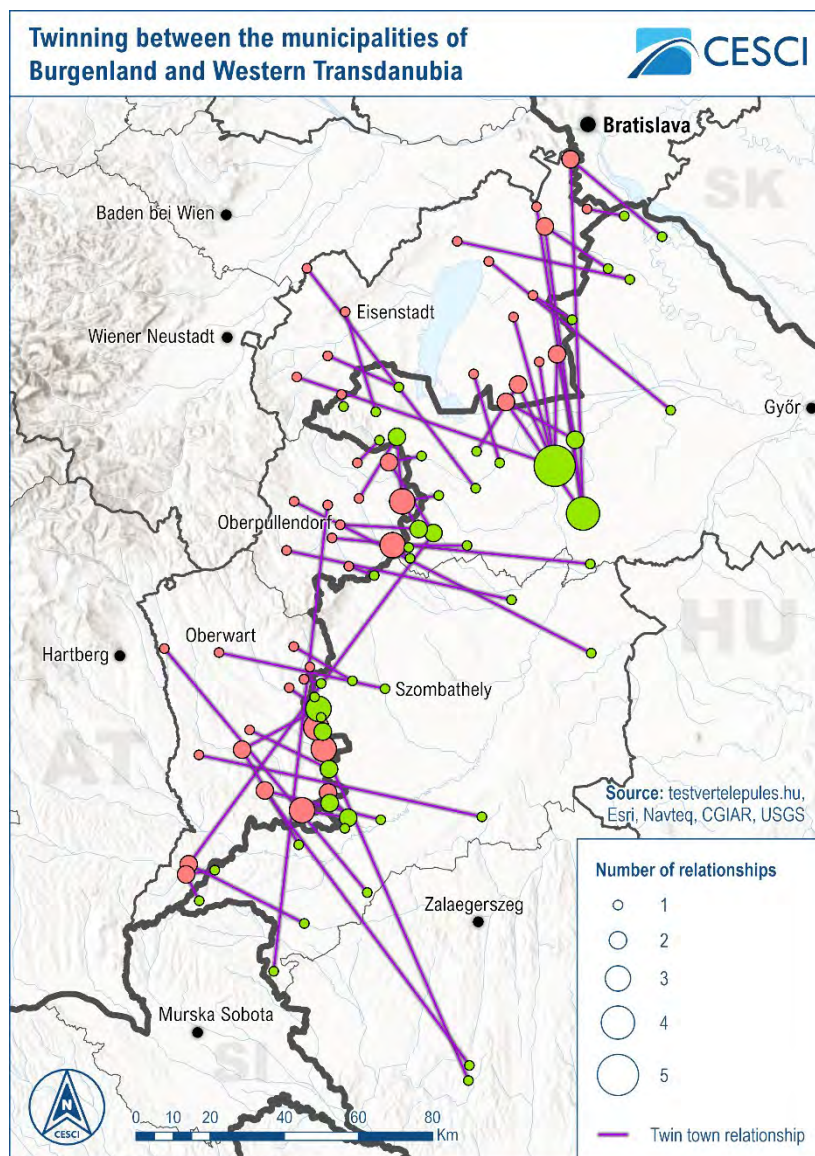 Twinning between the municipalities of
Burgenland and Western Transdanubia
CESCI
Bratislava
SK
Baden bei Wien
Eisenstadt
Wiener Neustadt
Győr
Oberpullendorf
HU
Oberwart
Hartberg
Szombathely
AT
Source: testvertelepules.hu,
Esri, Navteq, CGIAR, USGS
Number of relationships
1
Zalaegerszeg
2
3
Murska Sobota
4
SI
5
N
CESCI
0 10 20 40 60 80
Km
Twin town relationship